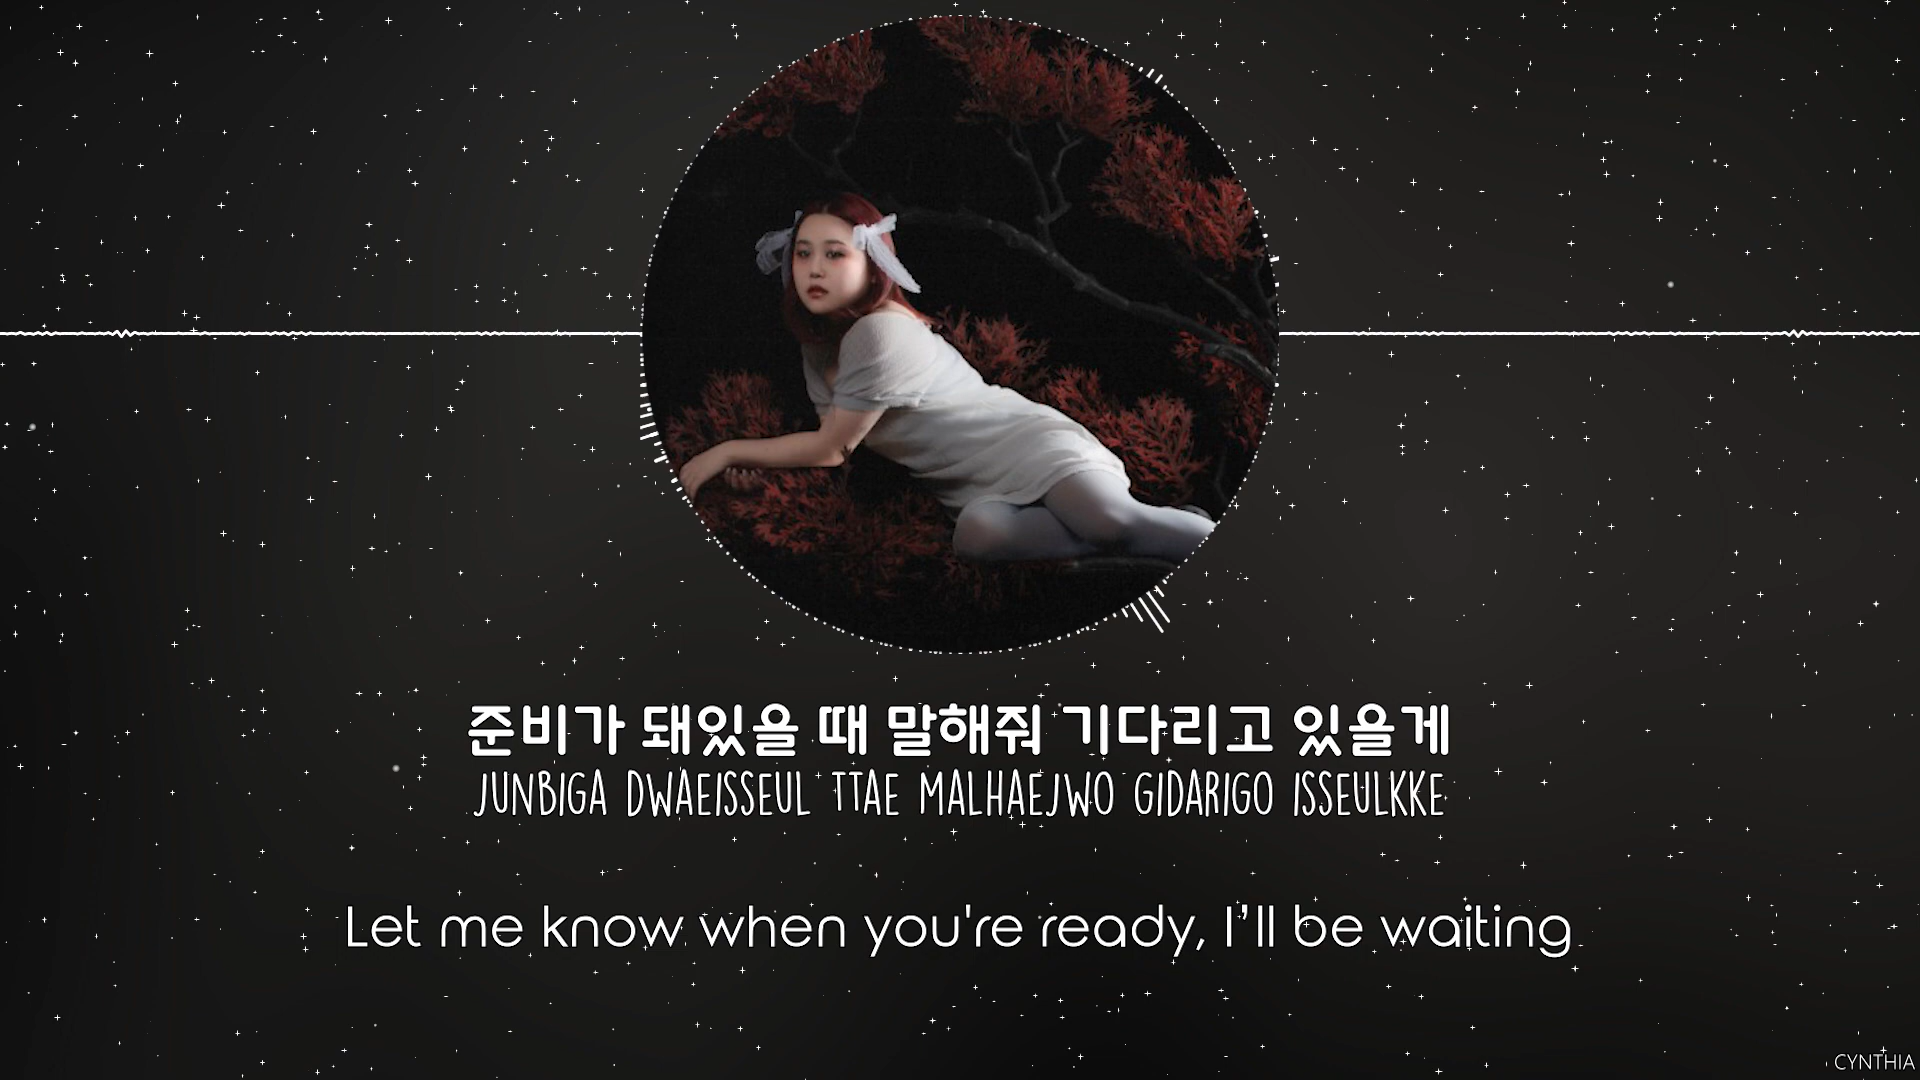 준비가 돼있을 때 말해줘 기다리고 있을게
JUNBIGA DWAEISSEUL TTAE MALHAEJWO GIDARIGO ISSEULKKE
Let me know when you're ready, I’ll be waiting
CYNTHIA